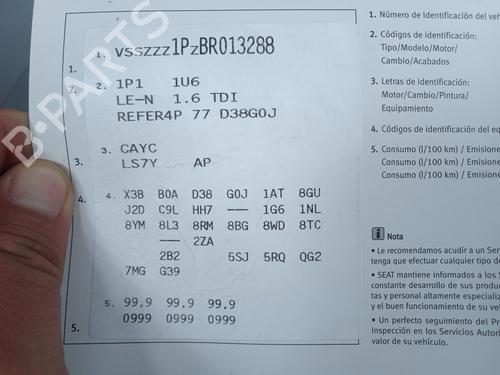 1. VSSZZZ1PZBR013288
2. 1P1 1U6
LE-N 1.6 TDI
REFER4P 77 D38G0J
3. CAYC
LS7Y AP
4. X3B B0A D38 G0J 1AT 8GU
J2D C9L HH7 --- 1G6 1NL
8YM 8L3 8RM 8BG 8WD 8TC
--- 2ZA
2B2 5SJ 5RQ QG2
7MG G39
5. 99,9 99,9 99,9
0999 0999 0999
1.
2.
3.
4.
5.
B-PARTS
1. Número de Identificación del veh
2. Códigos de identificación:
Tipo/Modelo/Motor/
Cambio/Acabados
3. Letras de identificación:
Motor/Cambio/Pintura/
Equipamiento
4. Códigos de identificación del eq
5. Consumo (l/100 km) / Emisione
Consumo (l/100 km) / Emisione
Consumo (l/100 km) / Emisione
i Nota
• Le recomendamos acudir a un Ser
tenga que efectuar cualquier tipo de
• SEAT mantiene informados a los S
constante desarrollo de sus produc
tas y personal altamente especializ
y el buen funcionamiento de su veh
• Un perfecto seguimiento del Pr
Inspección en los Servicios Autori
valor de su vehículo.